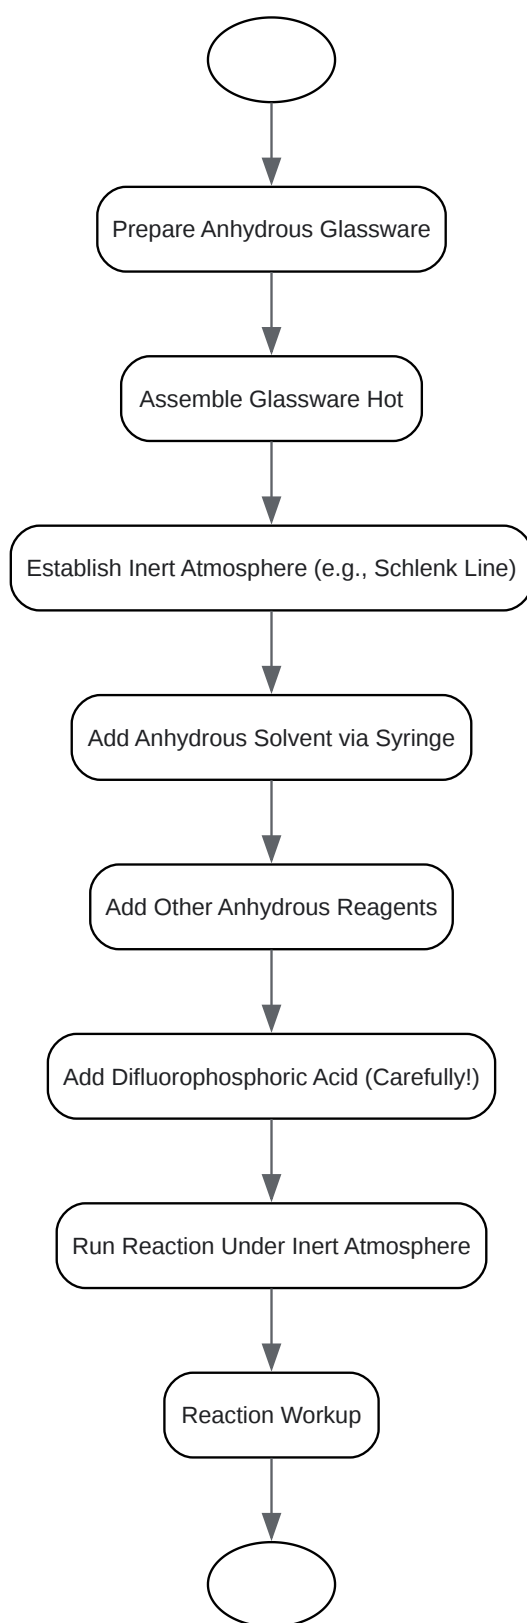 Prepare Anhydrous Glassware
Assemble Glassware Hot
Establish Inert Atmosphere (e.g., Schlenk Line)
Add Anhydrous Solvent via Syringe
Add Other Anhydrous Reagents
Add Difluorophosphoric Acid (Carefully!)
Run Reaction Under Inert Atmosphere
Reaction Workup